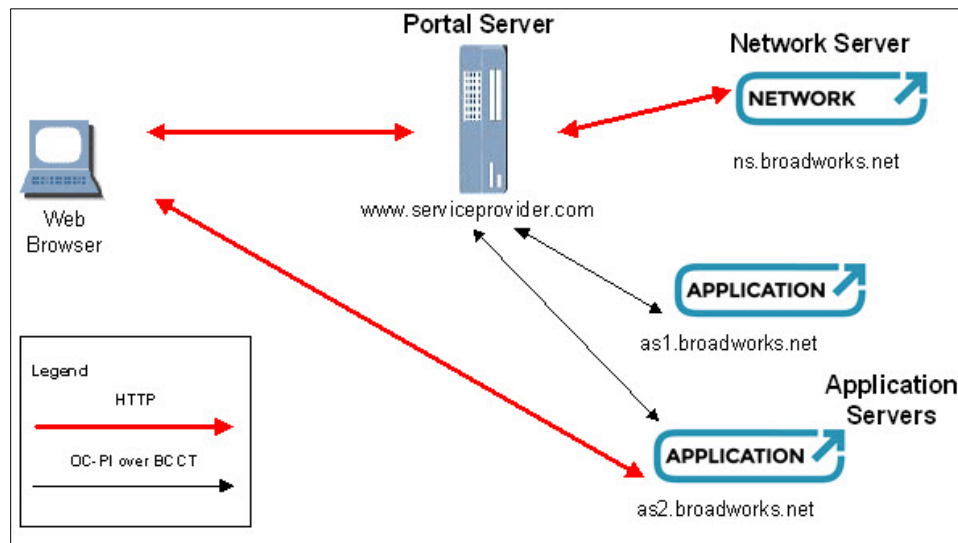 Portal Server
Network Server
NETWORK
ns.broadworks.net
Web
Browser
www.serviceprovider.com
APPLICATION
as1.broadworks.net
Application
Servers
APPLICATION
as2.broadworks.net
Legend
HTTP
OC-PI over BCCT